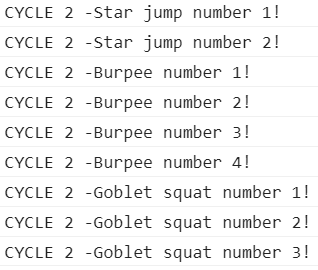 CYCLE 2 -Star jump number 1!
CYCLE 2 -Star jump number 2!
CYCLE 2 -Burpee number 1!
CYCLE 2 -Burpee number 2!
CYCLE 2 -Burpee number 3!
CYCLE 2 -Burpee number 4!
CYCLE 2 -Goblet squat number 1!
CYCLE 2 -Goblet squat number 2!
CYCLE 2 -Goblet squat number 3!